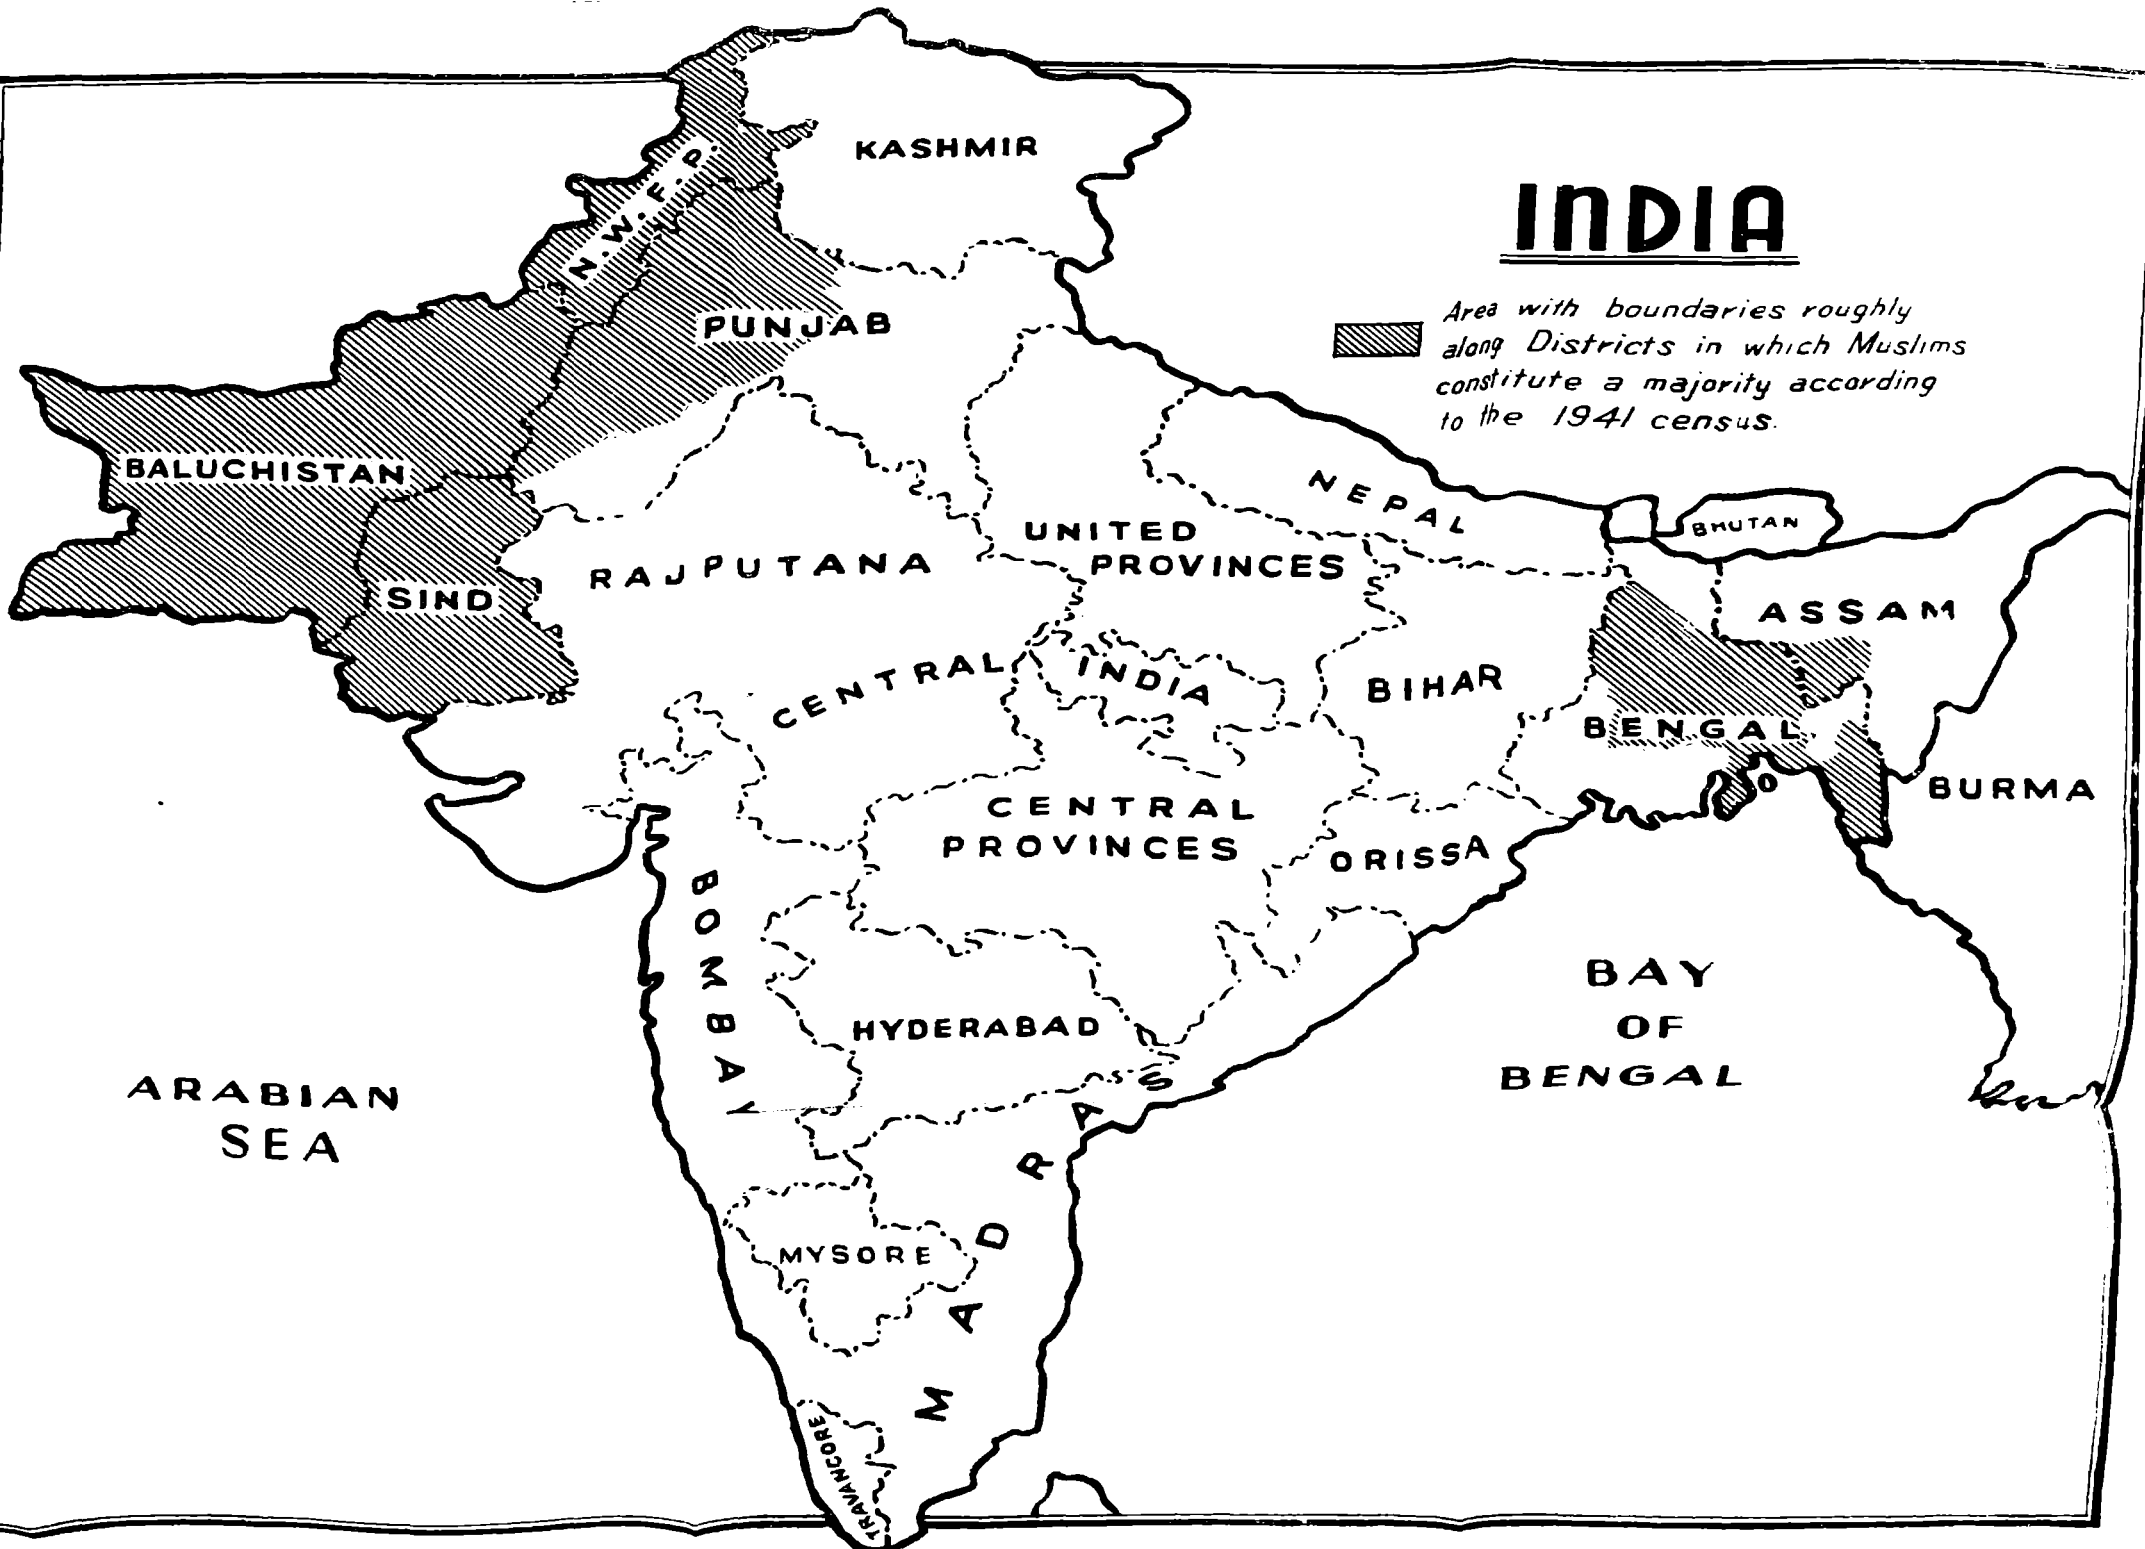 INDIA
Area with boundaries roughly
along Districts in which Muslims
constitute a majority according
to the 1941 census.
KASHMIR
N.W.F.P.
PUNJAB
BALUCHISTAN
SIND
RAJPUTANA
UNITED
PROVINCES
NEPAL
BHUTAN
ASSAM
CENTRAL INDIA
BIHAR
BENGAL
BURMA
CENTRAL
PROVINCES
ORISSA
BOMBAY
HYDERABAD
BAY
OF
BENGAL
ARABIAN
SEA
MADRAS
MYSORE
TRAVANCORE